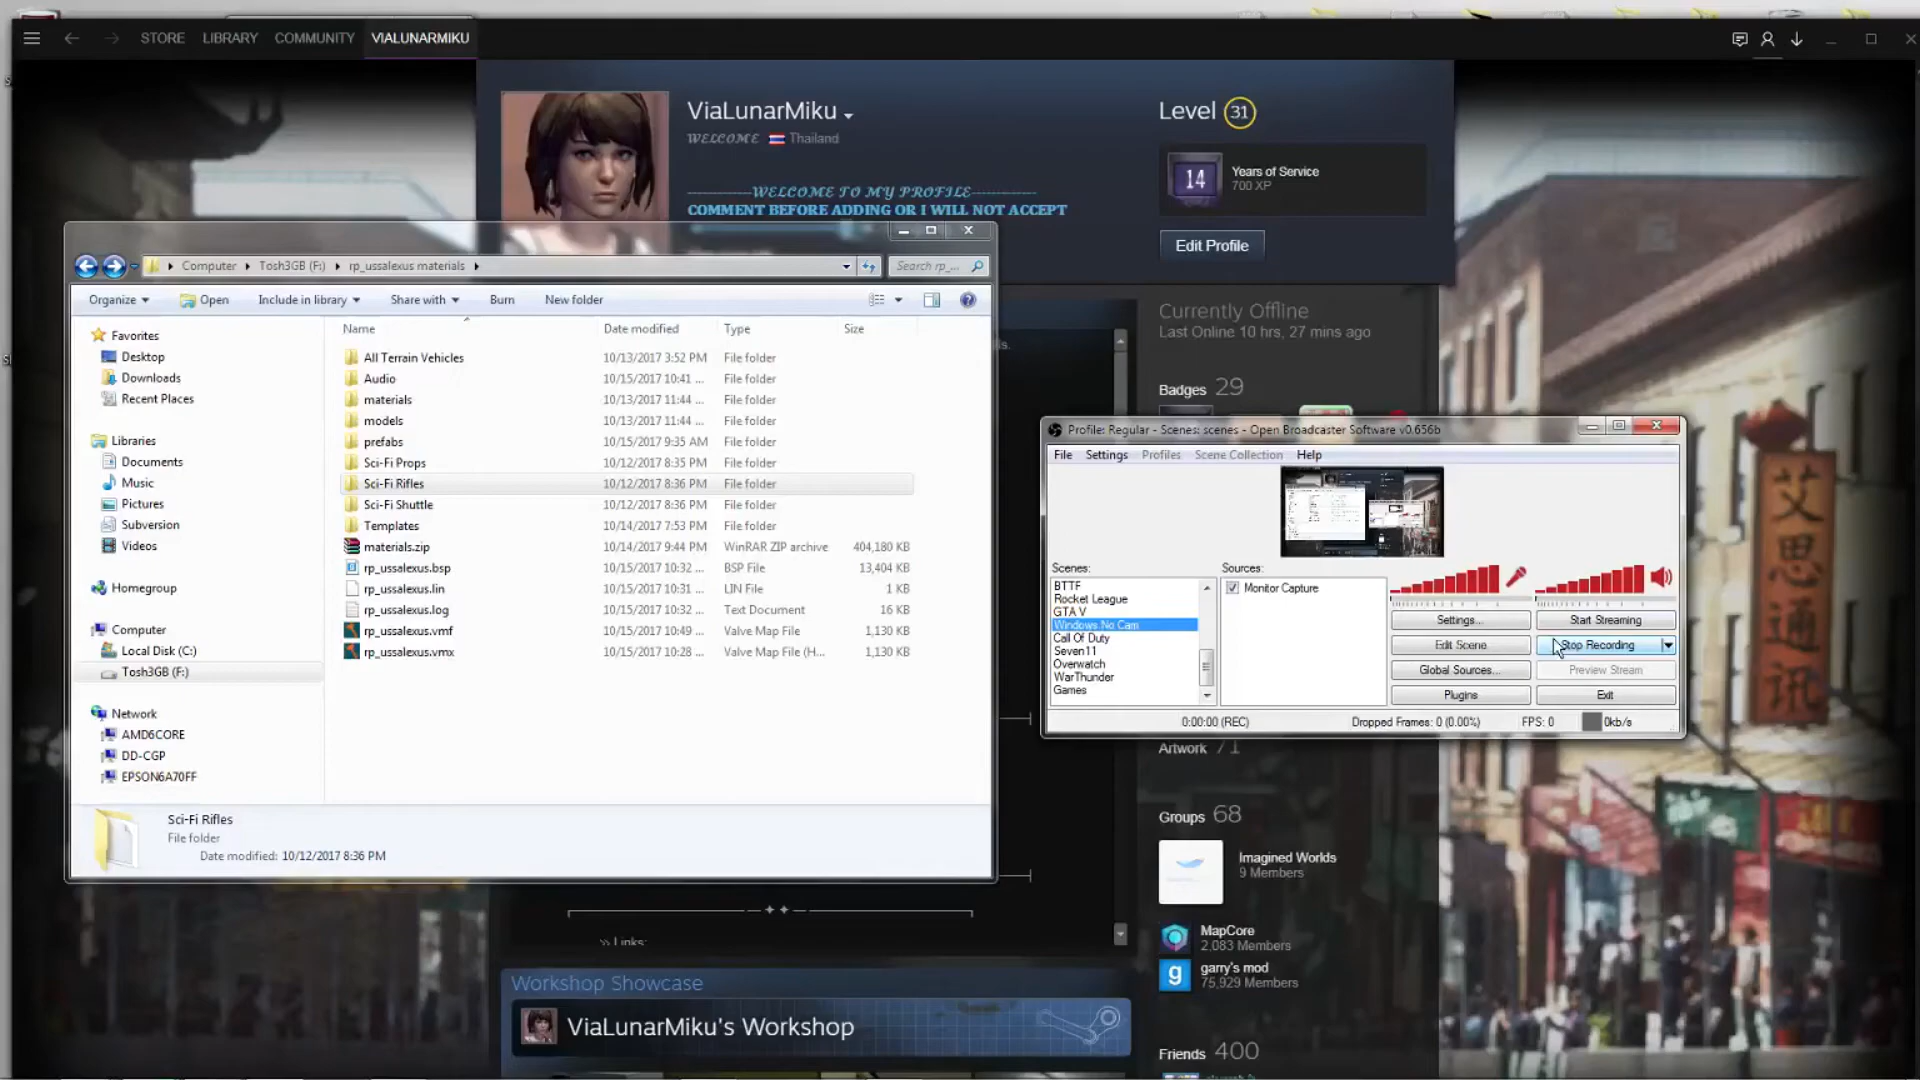 STORE LIBRARY COMMUNITY VIALUNARMIKU
ViaLunarMiku
WELCOME Thailand
WELCOME TO MY PROFILE
COMMENT BEFORE ADDING OR I WILL NOT ACCEPT
Level 31
14
Years of Service
700 XP
Edit Profile
Currently Offline
Last Online 10 hrs, 27 mins ago
Badges 29
Computer Tosh3GB (F:) rp_ussalexus materials
Search rp_...
Organize Open Include in library Share with Burn New folder
Name Date modified Type Size
Favorites
Desktop
Downloads
Recent Places
Libraries
Documents
Music
Pictures
Subversion
Videos
Homegroup
Computer
Local Disk (C:)
Tosh3GB (F:)
Network
AMD6CORE
DD-CGP
EPSON6A70FF
All Terrain Vehicles 10/13/2017 3:52 PM File folder
Audio 10/15/2017 10:41 ... File folder
materials 10/13/2017 11:44 ... File folder
models 10/13/2017 11:44 ... File folder
prefabs 10/15/2017 9:35 AM File folder
Sci-Fi Props 10/12/2017 8:35 PM File folder
Sci-Fi Rifles 10/12/2017 8:36 PM File folder
Sci-Fi Shuttle 10/12/2017 8:36 PM File folder
Templates 10/14/2017 7:53 PM File folder
materials.zip 10/14/2017 9:44 PM WinRAR ZIP archive 404,180 KB
rp_ussalexus.bsp 10/15/2017 10:32 ... BSP File 13,404 KB
rp_ussalexus.lin 10/15/2017 10:31 ... LIN File 1 KB
rp_ussalexus.log 10/15/2017 10:32 ... Text Document 16 KB
rp_ussalexus.vmf 10/15/2017 10:49 ... Valve Map File 1,130 KB
rp_ussalexus.vmx 10/15/2017 10:28 ... Valve Map File (H... 1,130 KB
Sci-Fi Rifles
File folder
Date modified: 10/12/2017 8:36 PM
Profile: Regular - Scenes: scenes - Open Broadcaster Software v0.656b
File Settings Profiles Scene Collection Help
Scenes:
BTTF
Rocket League
GTA V
Windows No Cam
Call Of Duty
Seven11
Overwatch
WarThunder
Games
Sources:
Monitor Capture
Settings... Start Streaming
Edit Scene Stop Recording
Global Sources... Preview Stream
Plugins Exit
0:00:00 (REC) Dropped Frames: 0 (0.00%) FPS: 0 0kb/s
Artwork 71
Groups 68
Imagined Worlds
9 Members
MapCore
2,083 Members
garry's mod
75,929 Members
Friends 400
>> Links:
Workshop Showcase
ViaLunarMiku's Workshop
艾思通讯